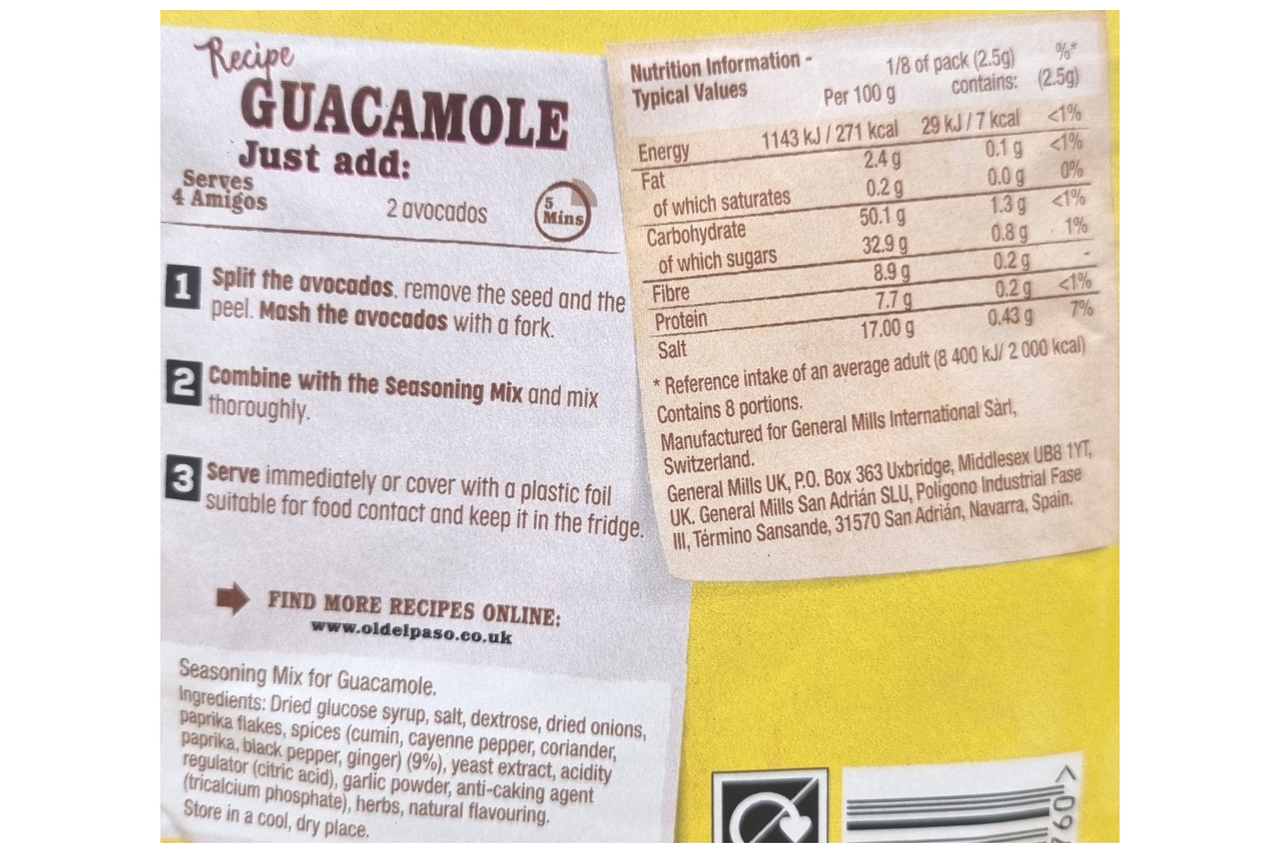 Recipe
GUACAMOLE
Just add:
Serves
4 Amigos
2 avocados
5
Mins
1 Split the avocados, remove the seed and the
peel. Mash the avocados with a fork.
2 Combine with the Seasoning Mix and mix
thoroughly.
3 Serve immediately or cover with a plastic foil
suitable for food contact and keep it in the fridge.
FIND MORE RECIPES ONLINE:
www.oldelpaso.co.uk
Seasoning Mix for Guacamole.
Ingredients: Dried glucose syrup, salt, dextrose, dried onions,
paprika flakes, spices (cumin, cayenne pepper, coriander,
paprika, black pepper, ginger) (9%), yeast extract, acidity
regulator (citric acid), garlic powder, anti-caking agent
(tricalcium phosphate), herbs, natural flavouring.
Store in a cool, dry place.
Nutrition Information - 1/8 of pack (2.5g) %*
Typical Values Per 100 g contains: (2.5g)
Energy 1143 kJ / 271 kcal 29 kJ / 7 kcal <1%
Fat 2.4 g 0.1 g <1%
of which saturates 0.2 g 0.0 g 0%
Carbohydrate 50.1 g 1.3 g <1%
of which sugars 32.9 g 0.8 g 1%
Fibre 8.9 g 0.2 g -
Protein 7.7 g 0.2 g <1%
Salt 17.00 g 0.43 g 7%
* Reference intake of an average adult (8 400 kJ/ 2 000 kcal)
Contains 8 portions.
Manufactured for General Mills International Sàrl,
Switzerland.
General Mills UK, P.O. Box 363 Uxbridge, Middlesex UB8 1YT,
UK. General Mills San Adrián SLU, Polígono Industrial Fase
III, Término Sansande, 31570 San Adrián, Navarra, Spain.
760>